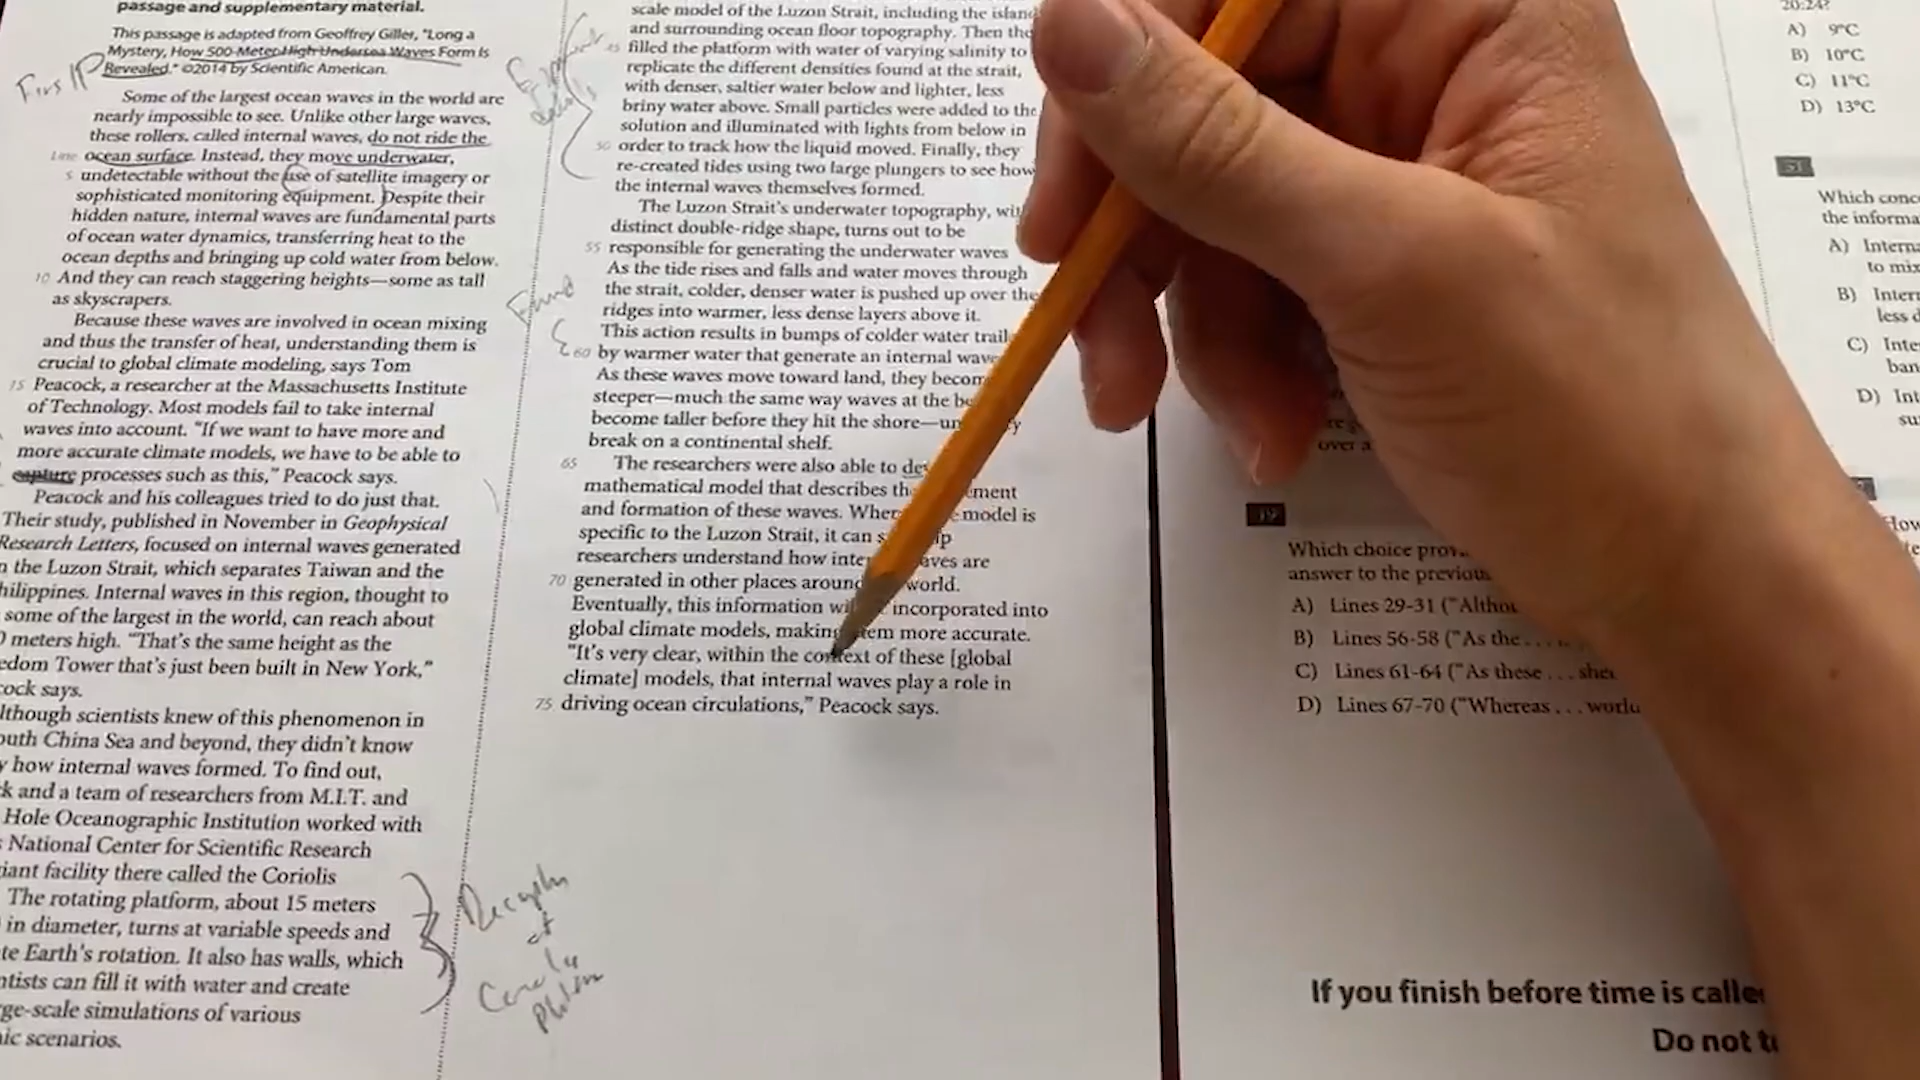 passage and supplementary material.
This passage is adapted from Geoffrey Giller, "Long a
Mystery, How 500-Meter-High Undersea Waves Form Is
Revealed." ©2014 by Scientific American.
Some of the largest ocean waves in the world are
nearly impossible to see. Unlike other large waves,
these rollers, called internal waves, do not ride the
Line ocean surface. Instead, they move underwater,
5 undetectable without the use of satellite imagery or
sophisticated monitoring equipment. Despite their
hidden nature, internal waves are fundamental parts
of ocean water dynamics, transferring heat to the
ocean depths and bringing up cold water from below.
10 And they can reach staggering heights—some as tall
as skyscrapers.
Because these waves are involved in ocean mixing
and thus the transfer of heat, understanding them is
crucial to global climate modeling, says Tom
15 Peacock, a researcher at the Massachusetts Institute
of Technology. Most models fail to take internal
waves into account. "If we want to have more and
more accurate climate models, we have to be able to
capture processes such as this," Peacock says.
Peacock and his colleagues tried to do just that.
Their study, published in November in Geophysical
Research Letters, focused on internal waves generated
n the Luzon Strait, which separates Taiwan and the
hilippines. Internal waves in this region, thought to
some of the largest in the world, can reach about
0 meters high. "That's the same height as the
edom Tower that's just been built in New York,"
cock says.
lthough scientists knew of this phenomenon in
outh China Sea and beyond, they didn't know
y how internal waves formed. To find out,
k and a team of researchers from M.I.T. and
Hole Oceanographic Institution worked with
s National Center for Scientific Research
iant facility there called the Coriolis
The rotating platform, about 15 meters
in diameter, turns at variable speeds and
te Earth's rotation. It also has walls, which
ntists can fill it with water and create
ge-scale simulations of various
ic scenarios.
scale model of the Luzon Strait, including the island
and surrounding ocean floor topography. Then the
45 filled the platform with water of varying salinity to
replicate the different densities found at the strait,
with denser, saltier water below and lighter, less
briny water above. Small particles were added to the
solution and illuminated with lights from below in
50 order to track how the liquid moved. Finally, they
re-created tides using two large plungers to see how
the internal waves themselves formed.
The Luzon Strait's underwater topography, wit
distinct double-ridge shape, turns out to be
55 responsible for generating the underwater waves
As the tide rises and falls and water moves through
the strait, colder, denser water is pushed up over the
ridges into warmer, less dense layers above it.
This action results in bumps of colder water trail
60 by warmer water that generate an internal wave
As these waves move toward land, they becom
steeper—much the same way waves at the be
become taller before they hit the shore—un y
break on a continental shelf.
65 The researchers were also able to de
mathematical model that describes the ement
and formation of these waves. Wher model is
specific to the Luzon Strait, it can s lp
researchers understand how inter aves are
70 generated in other places around world.
Eventually, this information wi incorporated into
global climate models, making em more accurate.
"It's very clear, within the context of these [global
climate] models, that internal waves play a role in
75 driving ocean circulations," Peacock says.
Found
at
over a
19
Which choice prov
answer to the previous
A) Lines 29-31 ("Althou
B) Lines 56-58 ("As the . . .
C) Lines 61-64 ("As these . . . shel
D) Lines 67-70 ("Whereas . . . world
If you finish before time is calle
Do not t
20:24?
A) 9°C
B) 10°C
C) 11°C
D) 13°C
51
Which conc
the informa
A) Interna
to mix
B) Intern
less d
C) Inte
ban
D) Int
su
How